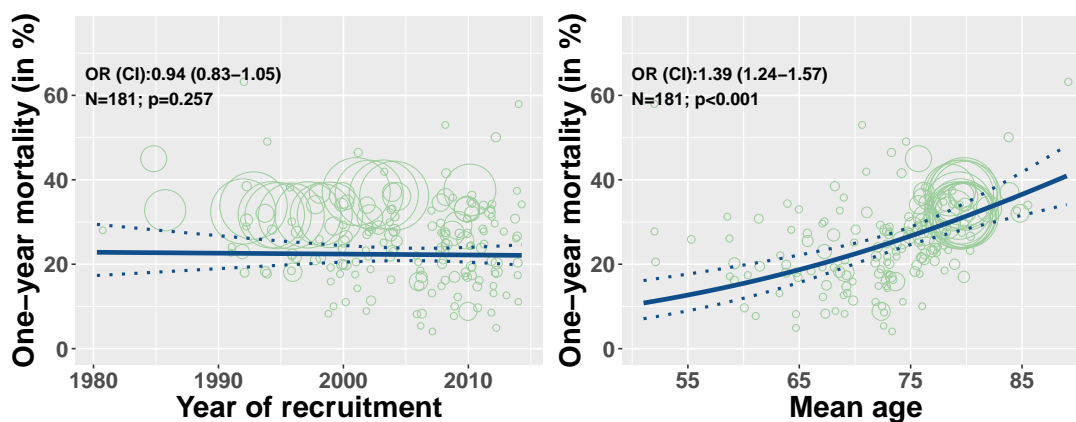 One−year mortality (in %)
OR (CI):0.94 (0.83−1.05)
N=181; p=0.257
60
40
20
0
1980
1990
2000
2010
Year of recruitment
One−year mortality (in %)
OR (CI):1.39 (1.24−1.57)
N=181; p<0.001
60
40
20
0
55
65
75
85
Mean age